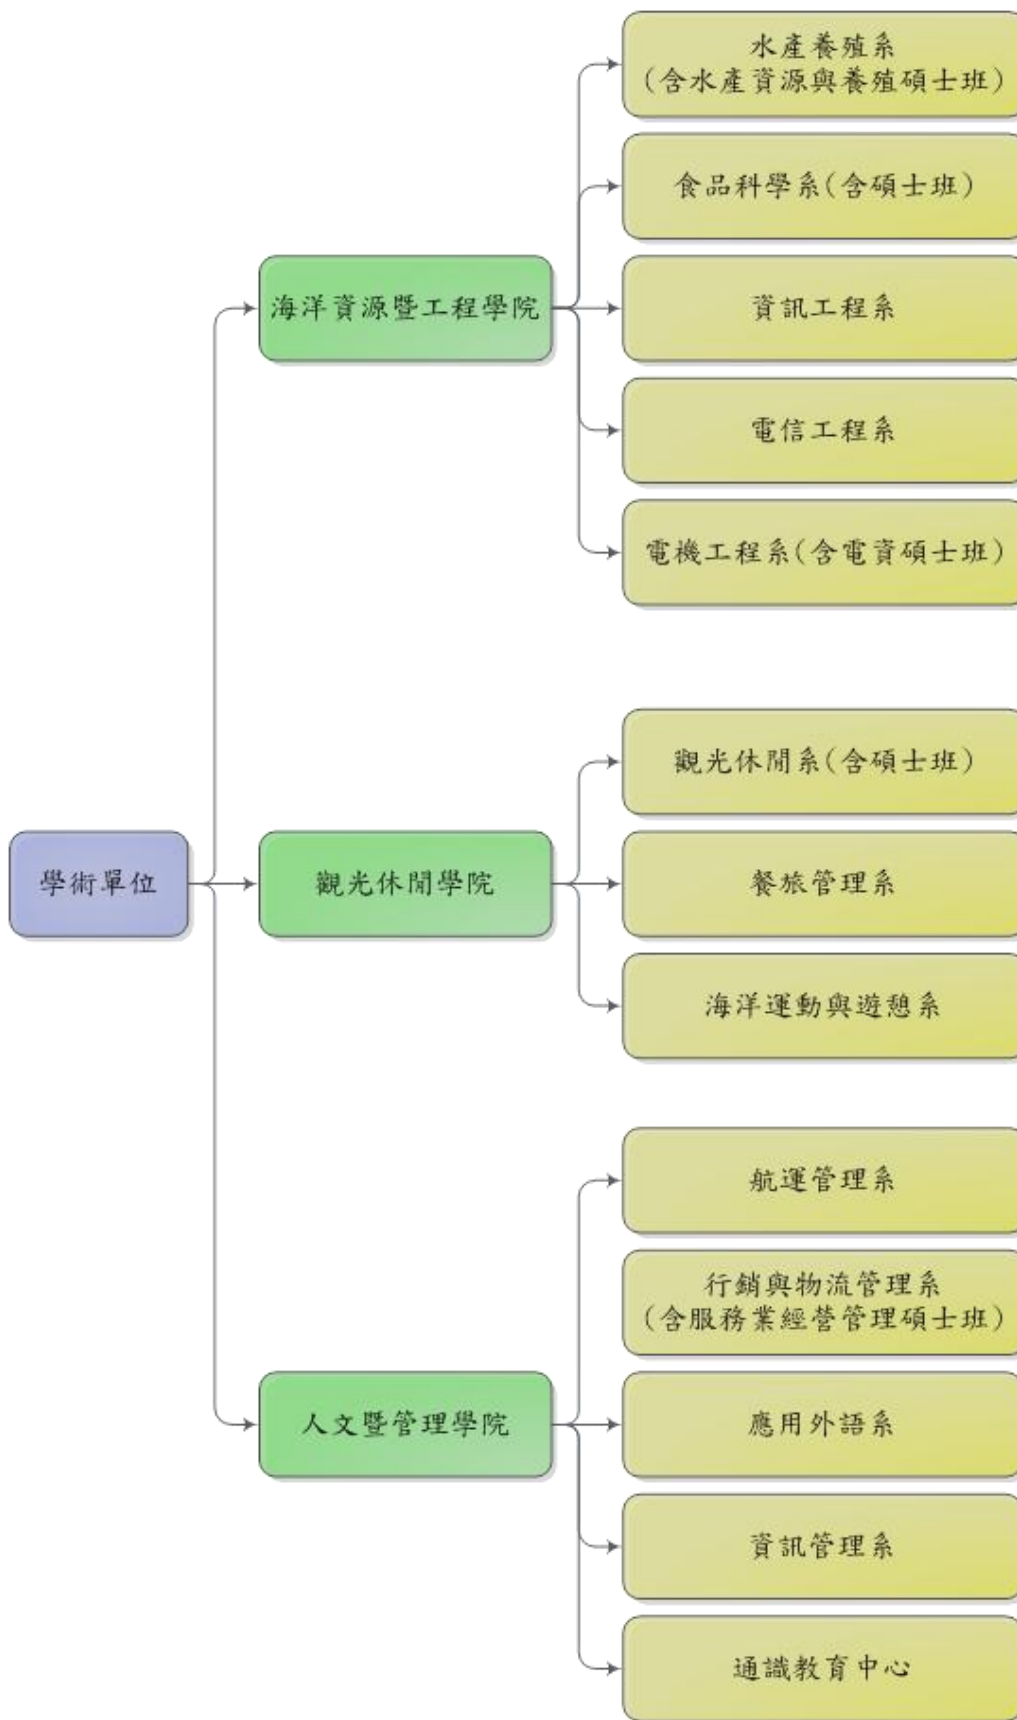 學術單位
海洋資源暨工程學院
水產養殖系
(含水產資源與養殖碩士班)
食品科學系(含碩士班)
資訊工程系
電信工程系
電機工程系(含電資碩士班)
觀光休閒學院
觀光休閒系(含碩士班)
餐旅管理系
海洋運動與遊憩系
人文暨管理學院
航運管理系
行銷與物流管理系
(含服務業經營管理碩士班)
應用外語系
資訊管理系
通識教育中心